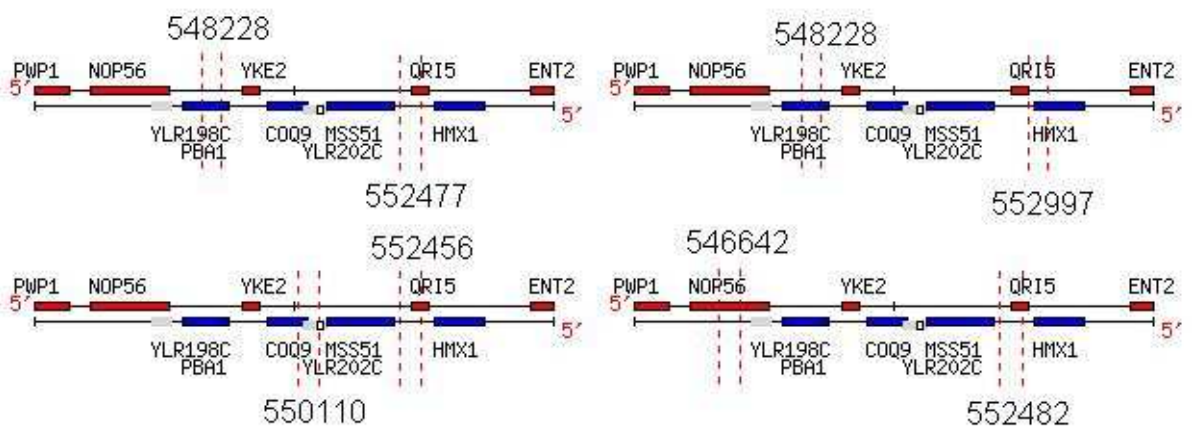 548228
PWP1 NOP56 YKE2 QRI5 ENT2
5′
5′
YLR198C COQ9 MSS51 HMX1
PBA1 YLR202C
552477
548228
PWP1 NOP56 YKE2 QRI5 ENT2
5′
5′
YLR198C COQ9 MSS51 HMX1
PBA1 YLR202C
552997
552456
PWP1 NOP56 YKE2 QRI5 ENT2
5′
5′
YLR198C COQ9 MSS51 HMX1
PBA1 YLR202C
550110
546642
PWP1 NOP56 YKE2 QRI5 ENT2
5′
5′
YLR198C COQ9 MSS51 HMX1
PBA1 YLR202C
552482